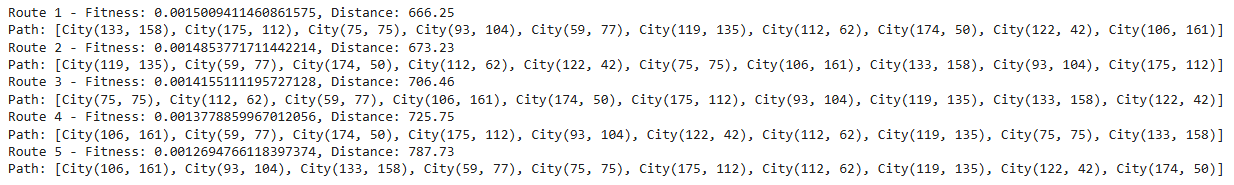 Route 1 - Fitness: 0.0015009411460861575, Distance: 666.25
Path: [City(133, 158), City(175, 112), City(75, 75), City(93, 104), City(59, 77), City(119, 135), City(112, 62), City(174, 50), City(122, 42), City(106, 161)]
Route 2 - Fitness: 0.0014853771711442214, Distance: 673.23
Path: [City(119, 135), City(59, 77), City(174, 50), City(112, 62), City(122, 42), City(75, 75), City(106, 161), City(133, 158), City(93, 104), City(175, 112)]
Route 3 - Fitness: 0.0014155111195727128, Distance: 706.46
Path: [City(75, 75), City(112, 62), City(59, 77), City(106, 161), City(174, 50), City(175, 112), City(93, 104), City(119, 135), City(133, 158), City(122, 42)]
Route 4 - Fitness: 0.0013778859967012056, Distance: 725.75
Path: [City(106, 161), City(59, 77), City(174, 50), City(175, 112), City(93, 104), City(122, 42), City(112, 62), City(119, 135), City(75, 75), City(133, 158)]
Route 5 - Fitness: 0.0012694766118397374, Distance: 787.73
Path: [City(106, 161), City(93, 104), City(133, 158), City(59, 77), City(75, 75), City(175, 112), City(112, 62), City(119, 135), City(122, 42), City(174, 50)]